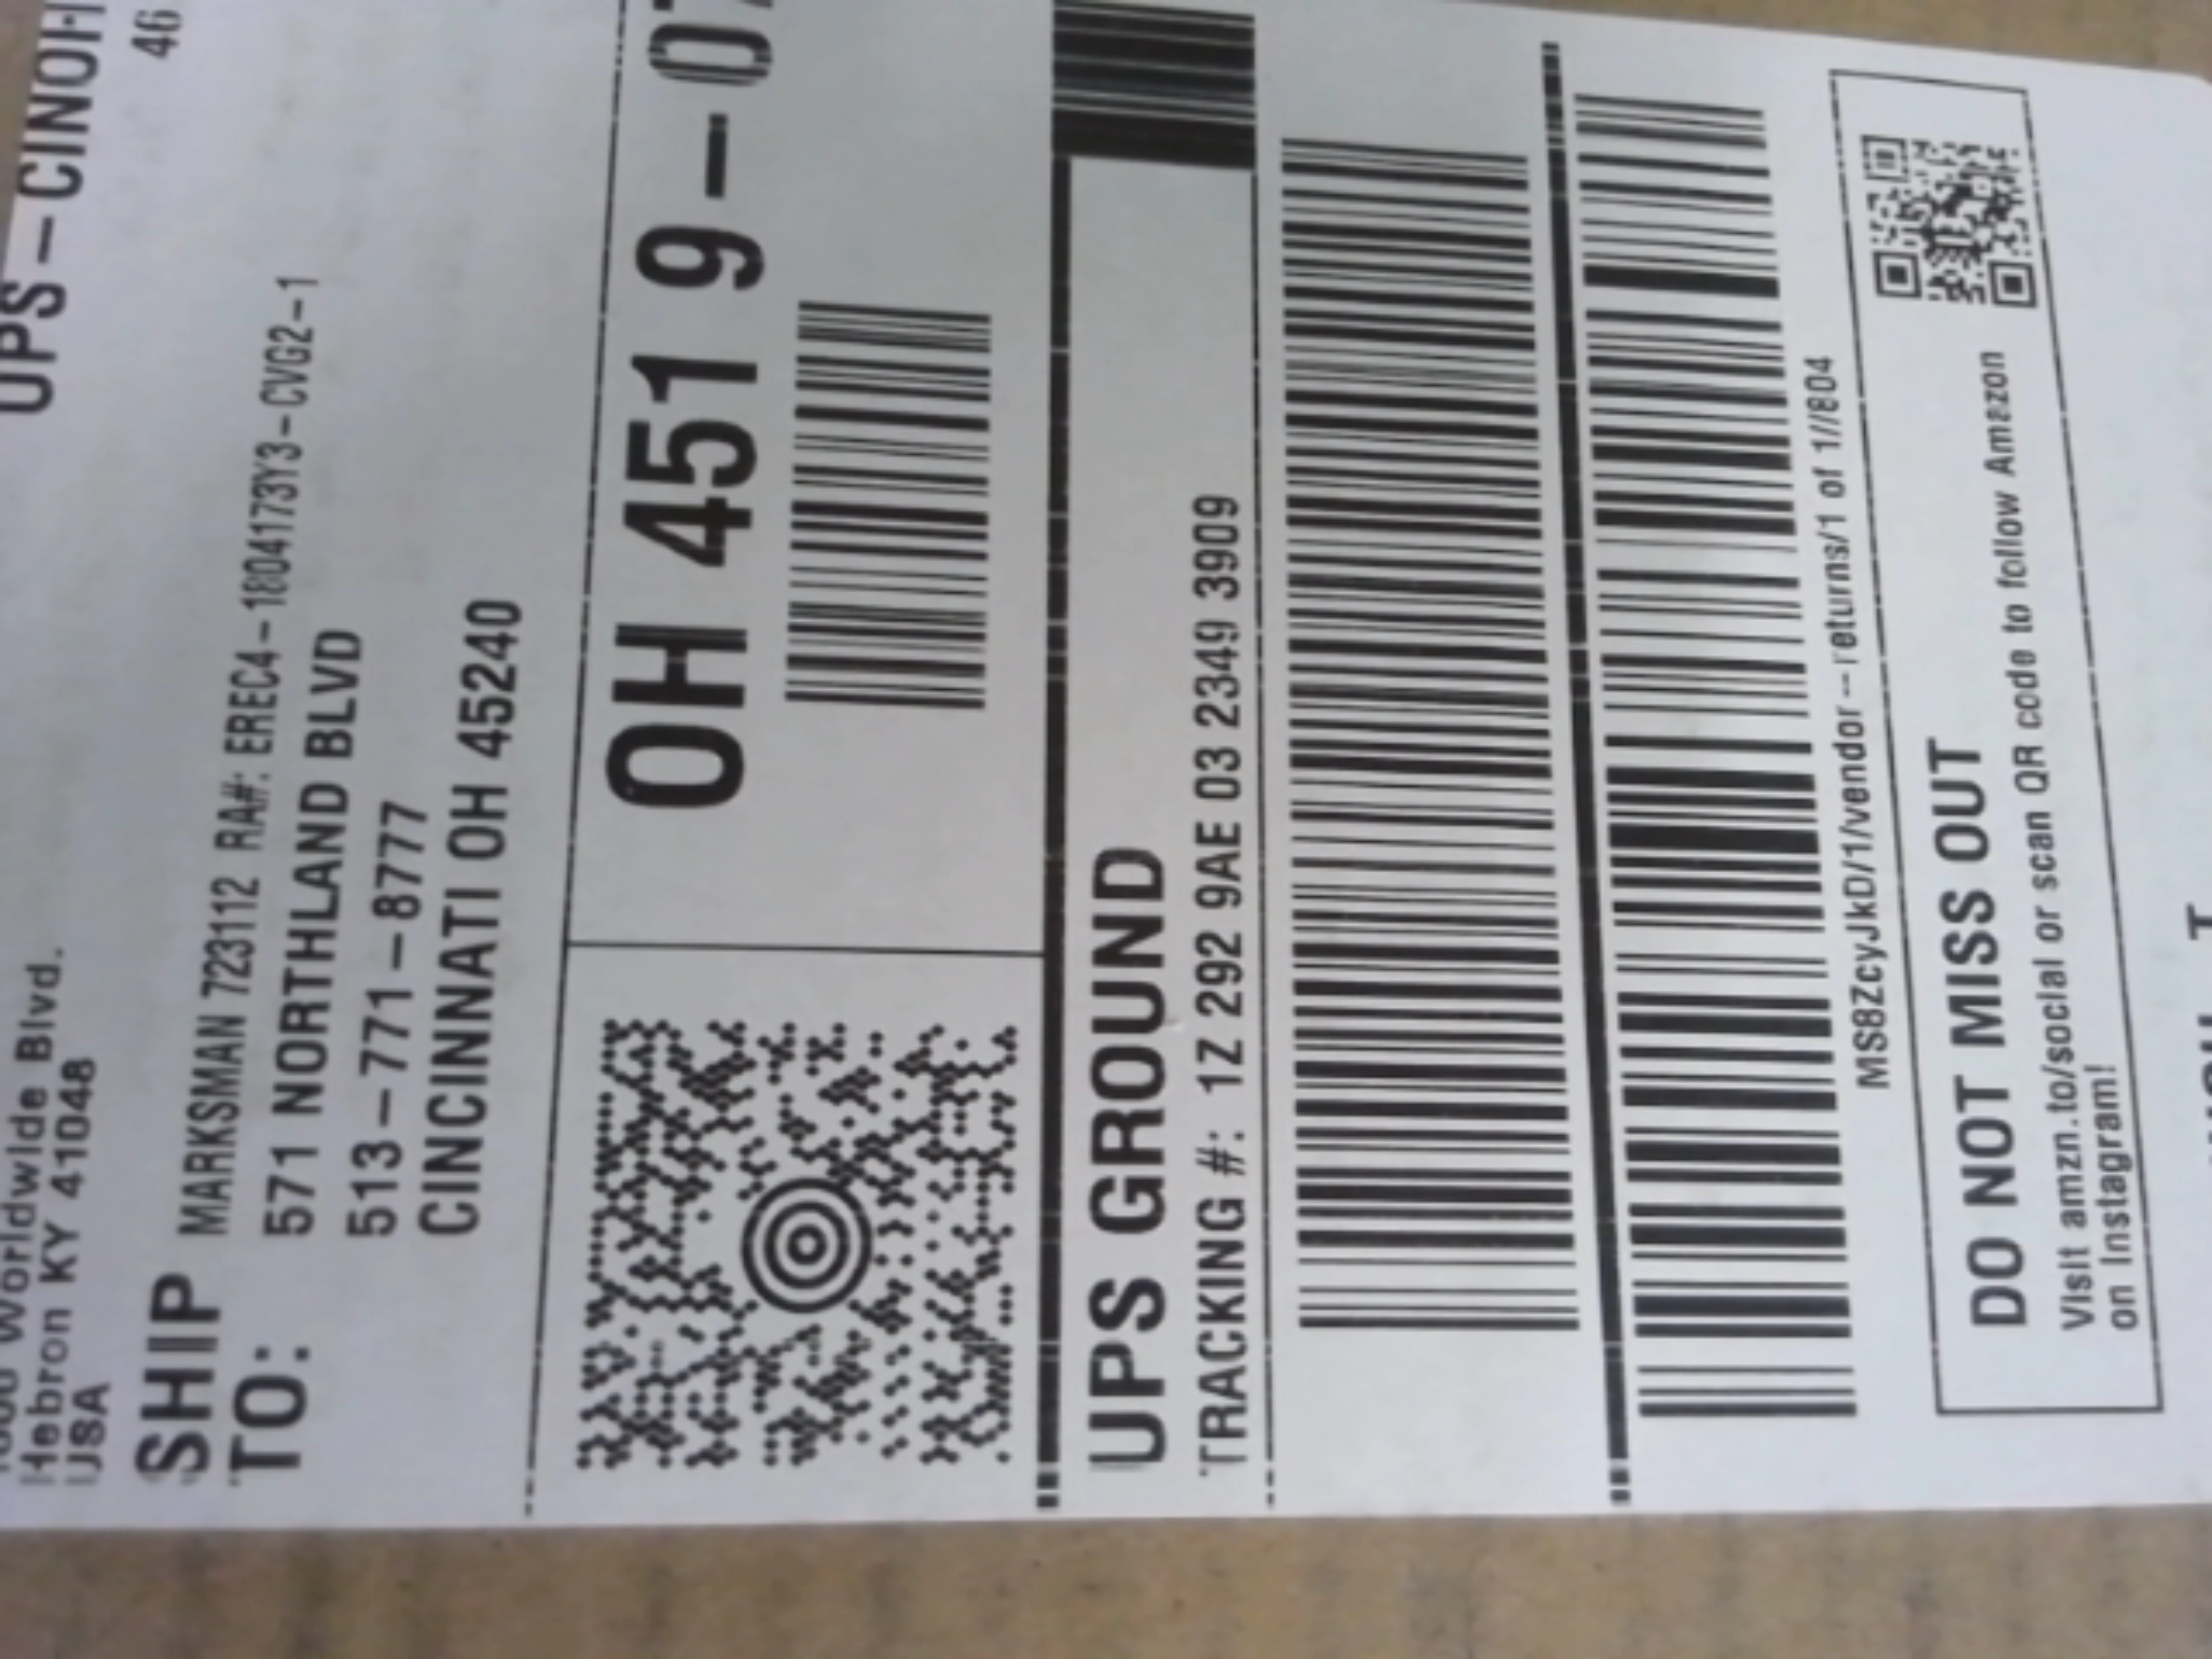 Worldwide Blvd.
Hebron KY 41048
USA
UPS-CINOH
46
SHIP
TO:
MARKSMAN 723112 RA#: EREC4-1804173Y3-CVG2-1
571 NORTHLAND BLVD
513-771-8777
CINCINNATI OH 45240
OH 451 9-07
UPS GROUND
TRACKING #: 1Z 292 9AE 03 2349 3909
MS8ZcyJkD/1/vendor--returns/1 of 1//804
DO NOT MISS OUT
Visit amzn.to/social or scan QR code to follow Amazon
on Instagram!